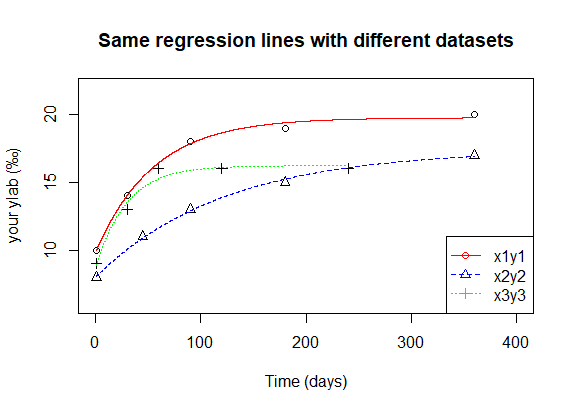 Same regression lines with different datasets
your ylab (‰)
20
15
10
0 100 200 300 400
Time (days)
x1y1
x2y2
x3y3